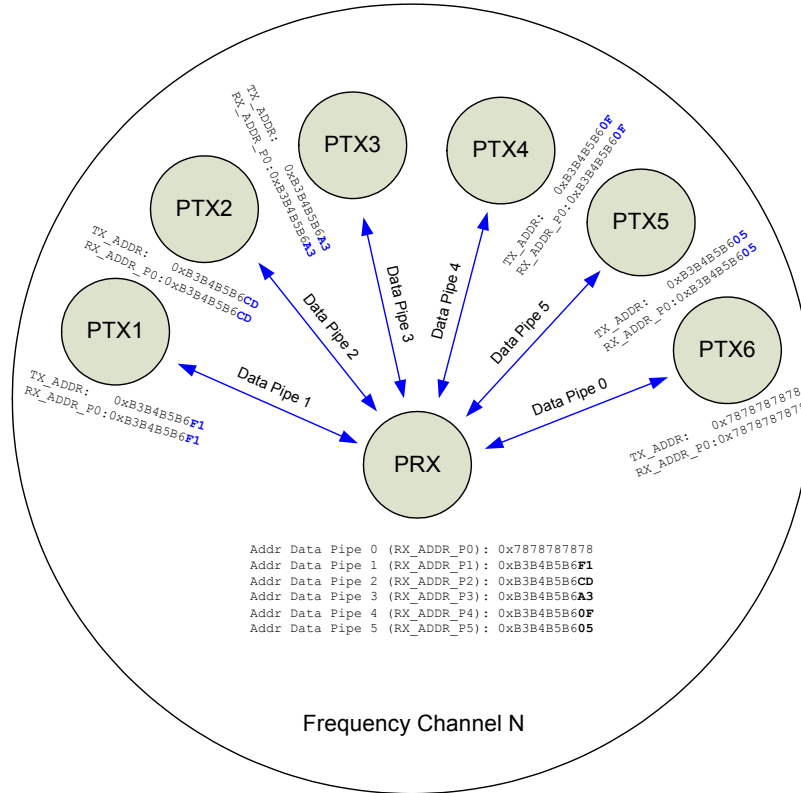 TX_ADDR: 0xB3B4B5B6A3
RX_ADDR_P0:0xB3B4B5B6A3
PTX3
PTX4
TX_ADDR: 0xB3B4B5B60F
RX_ADDR_P0:0xB3B4B5B60F
PTX2
PTX5
TX_ADDR: 0xB3B4B5B6CD
RX_ADDR_P0:0xB3B4B5B6CD
TX_ADDR: 0xB3B4B5B605
RX_ADDR_P0:0xB3B4B5B605
PTX1
PTX6
TX_ADDR: 0xB3B4B5B6F1
RX_ADDR_P0:0xB3B4B5B6F1
TX_ADDR: 0x7878787878
RX_ADDR_P0:0x7878787878
Data Pipe 1
Data Pipe 2
Data Pipe 3
Data Pipe 4
Data Pipe 5
Data Pipe 0
PRX
Addr Data Pipe 0 (RX_ADDR_P0): 0x7878787878
Addr Data Pipe 1 (RX_ADDR_P1): 0xB3B4B5B6F1
Addr Data Pipe 2 (RX_ADDR_P2): 0xB3B4B5B6CD
Addr Data Pipe 3 (RX_ADDR_P3): 0xB3B4B5B6A3
Addr Data Pipe 4 (RX_ADDR_P4): 0xB3B4B5B60F
Addr Data Pipe 5 (RX_ADDR_P5): 0xB3B4B5B605
Frequency Channel N